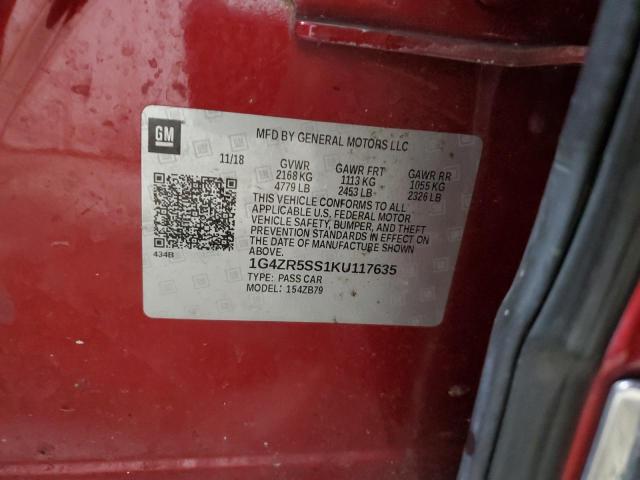 GM
MFD BY GENERAL MOTORS LLC
11/18 GVWR GAWR FRT GAWR RR
2168 KG 1113 KG 1055 KG
4779 LB 2453 LB 2326 LB
THIS VEHICLE CONFORMS TO ALL
APPLICABLE U.S. FEDERAL MOTOR
VEHICLE SAFETY, BUMPER, AND THEFT
PREVENTION STANDARDS IN EFFECT ON
THE DATE OF MANUFACTURE SHOWN
ABOVE.
434B
1G4ZR5SS1KU117635
TYPE: PASS CAR
MODEL: 154ZB79